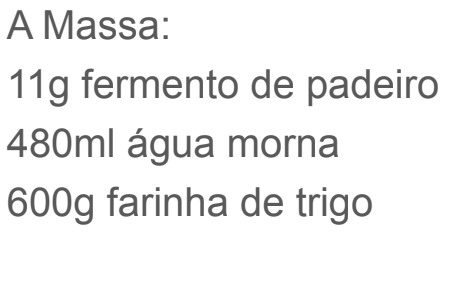 A Massa:
11g fermento de padeiro
480ml água morna
600g farinha de trigo